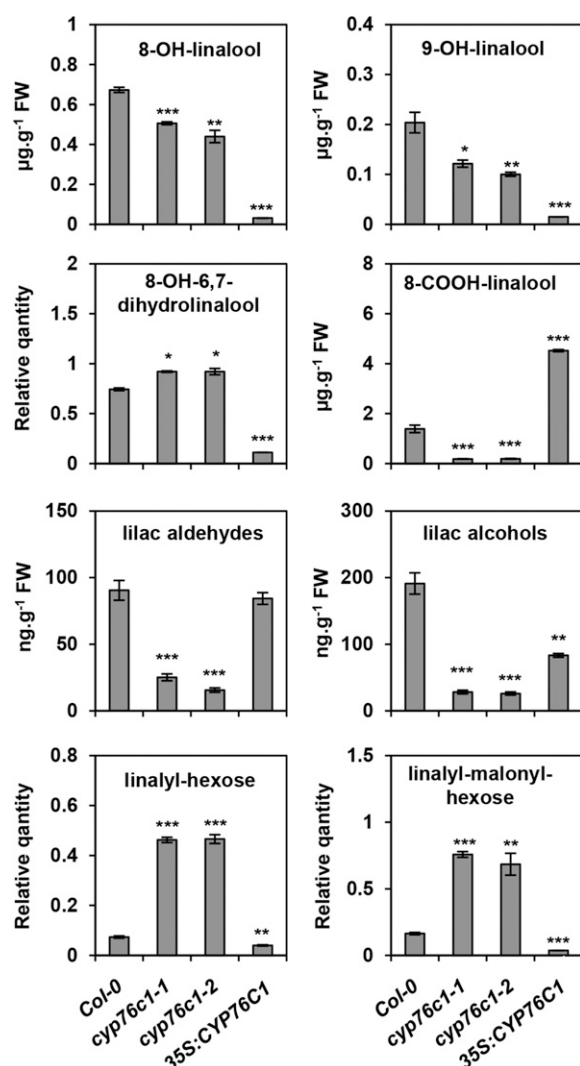 8-OH-linalool
µg.g⁻¹ FW
0.8
0.6
0.4
0.2
0
***
**
***
9-OH-linalool
µg.g⁻¹ FW
0.4
0.3
0.2
0.1
0
*
**
***
8-OH-6,7-
dihydrolinalool
Relative qantity
2
1.5
1
0.5
0
*
*
***
8-COOH-linalool
µg.g⁻¹ FW
8
6
4
2
0
***
***
***
lilac aldehydes
ng.g⁻¹ FW
150
100
50
0
***
***
lilac alcohols
ng.g⁻¹ FW
300
200
100
0
***
***
**
linalyl-hexose
Relative qantity
0.8
0.6
0.4
0.2
0
***
***
**
linalyl-malonyl-
hexose
Relative qantity
1.5
1
0.5
0
***
**
***
Col-0
cyp76c1-1
cyp76c1-2
35S:CYP76C1
Col-0
cyp76c1-1
cyp76c1-2
35S:CYP76C1